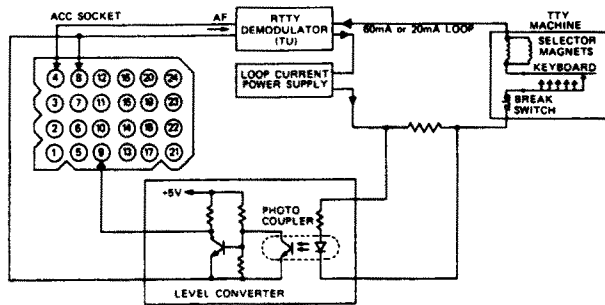 ACC SOCKET
AF
RTTY
DEMODULATOR
(TU)
60mA or 20mA LOOP
TTY
MACHINE
SELECTOR
MAGNETS
KEYBOARD
BREAK
SWITCH
LOOP CURRENT
POWER SUPPLY
4 8 12 16 20 24
3 7 11 15 19 23
2 6 10 14 18 22
1 5 9 13 17 21
+5V
PHOTO
COUPLER
LEVEL CONVERTER